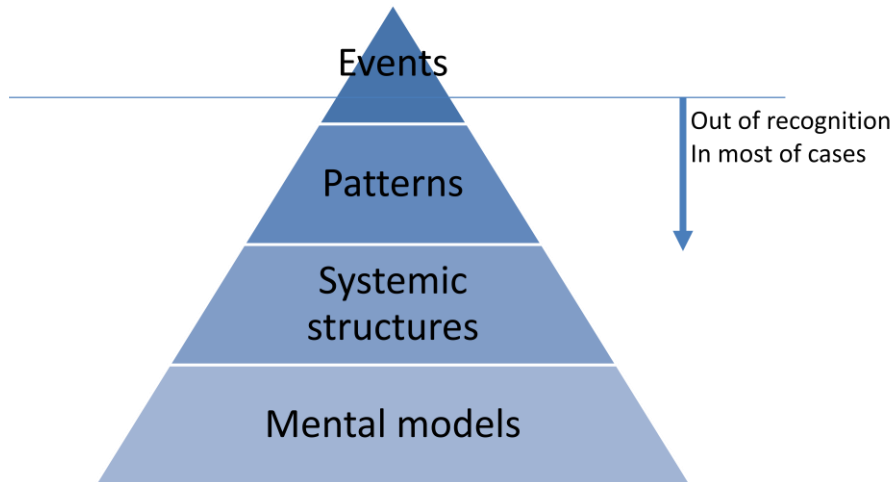 Events
Out of recognition
In most of cases
Patterns
Systemic
structures
Mental models